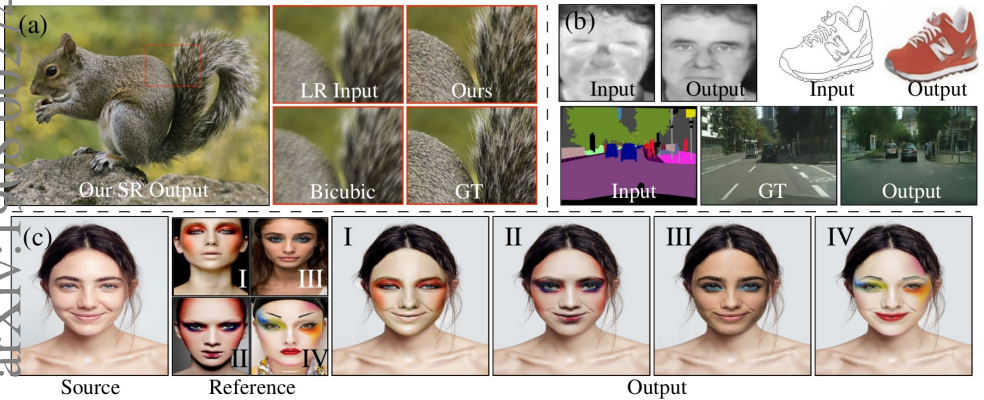 (a)
LR Input
Ours
Our SR Output
Bicubic
GT
(b)
Input
Output
Input
Output
N
N
Input
GT
Output
(c)
I
III
II
IV
I
II
III
IV
Source
Reference
Output